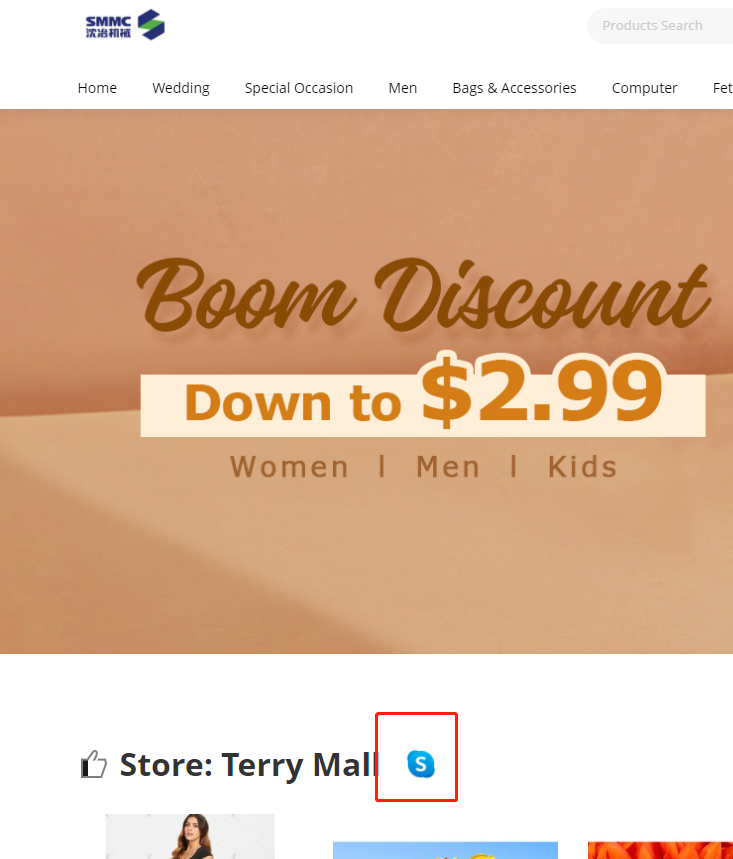 SMMC
沈冶机械
Products Search
Home Wedding Special Occasion Men Bags & Accessories Computer Fet
Boom Discount
Down to $2.99
Women | Men | Kids
Store: Terry Mall S